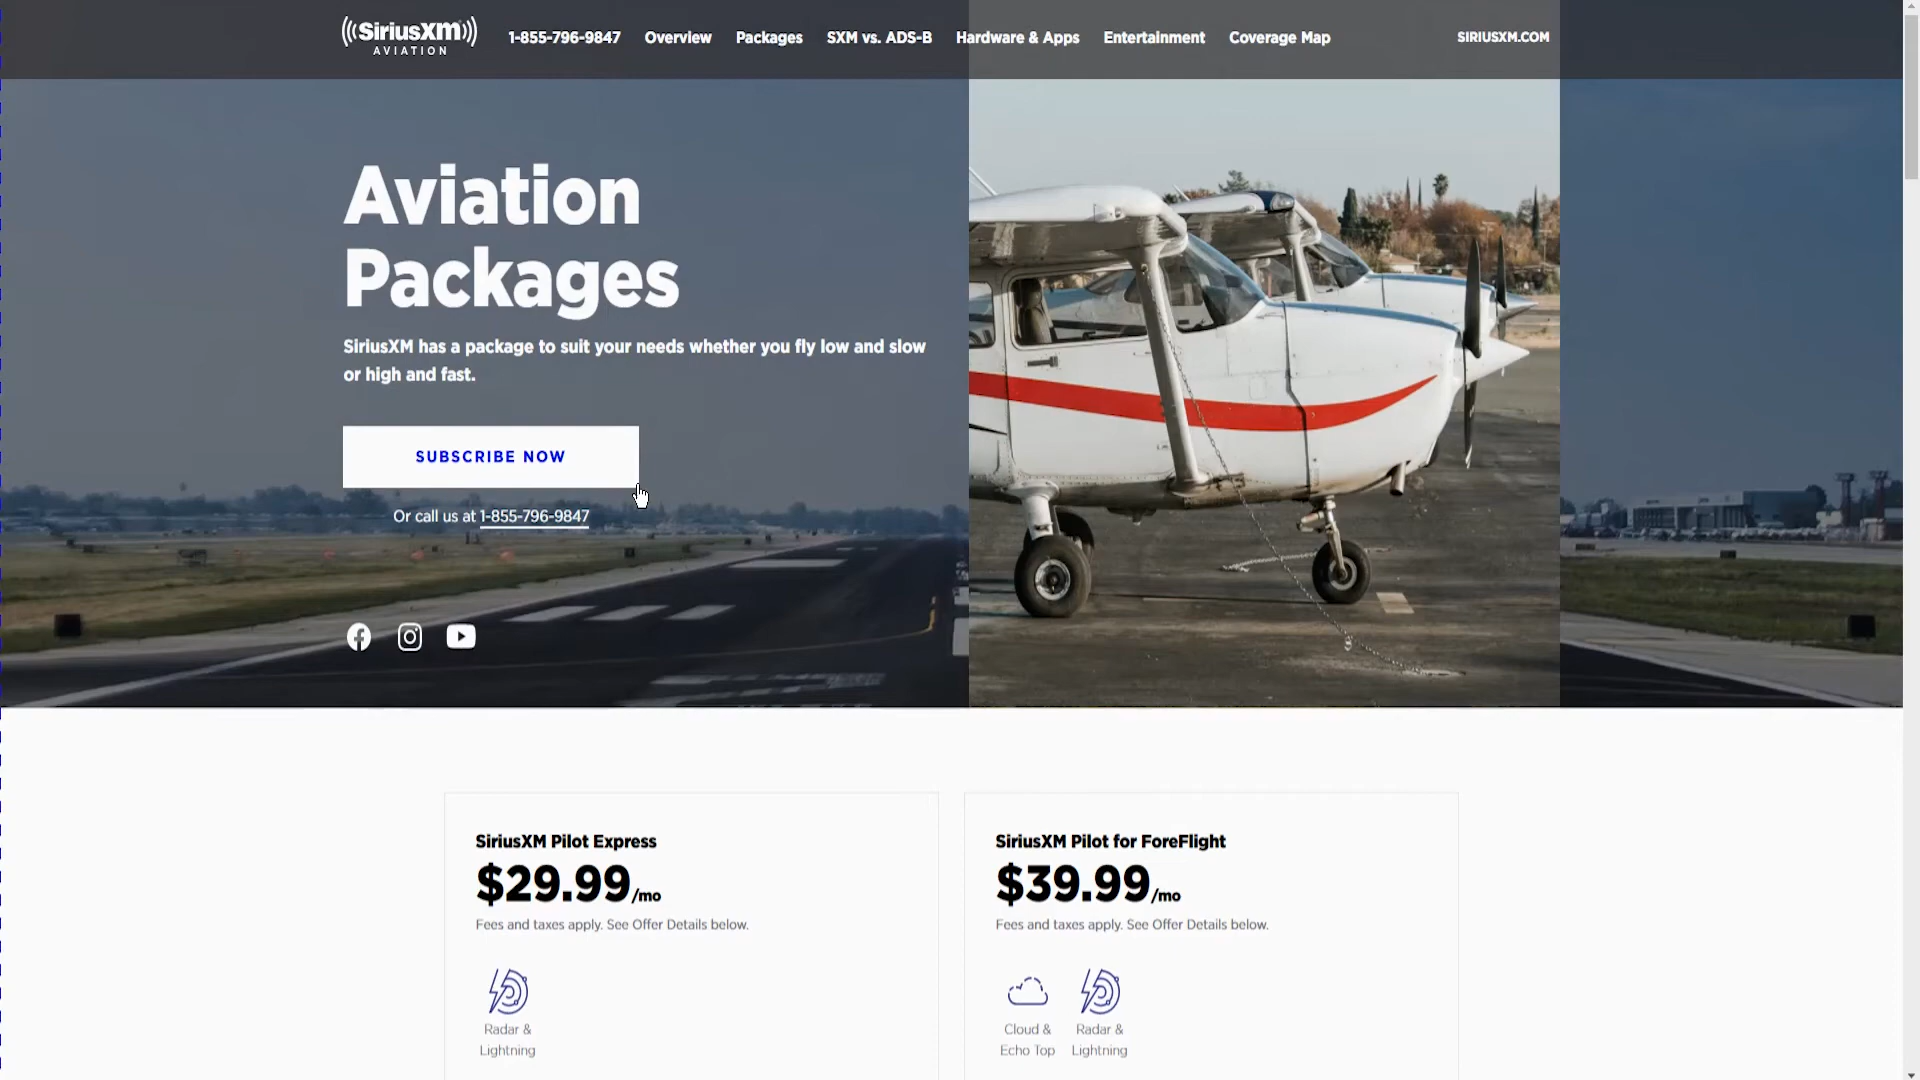 SiriusXM
AVIATION
1-855-796-9847
Overview
Packages
SXM vs. ADS-B
Hardware & Apps
Entertainment
Coverage Map
SIRIUSXM.COM
Aviation
Packages
SiriusXM has a package to suit your needs whether you fly low and slow
or high and fast.
SUBSCRIBE NOW
Or call us at 1-855-796-9847
SiriusXM Pilot Express
$29.99/mo
Fees and taxes apply. See Offer Details below.
Radar &
Lightning
SiriusXM Pilot for ForeFlight
$39.99/mo
Fees and taxes apply. See Offer Details below.
Cloud &
Echo Top
Radar &
Lightning